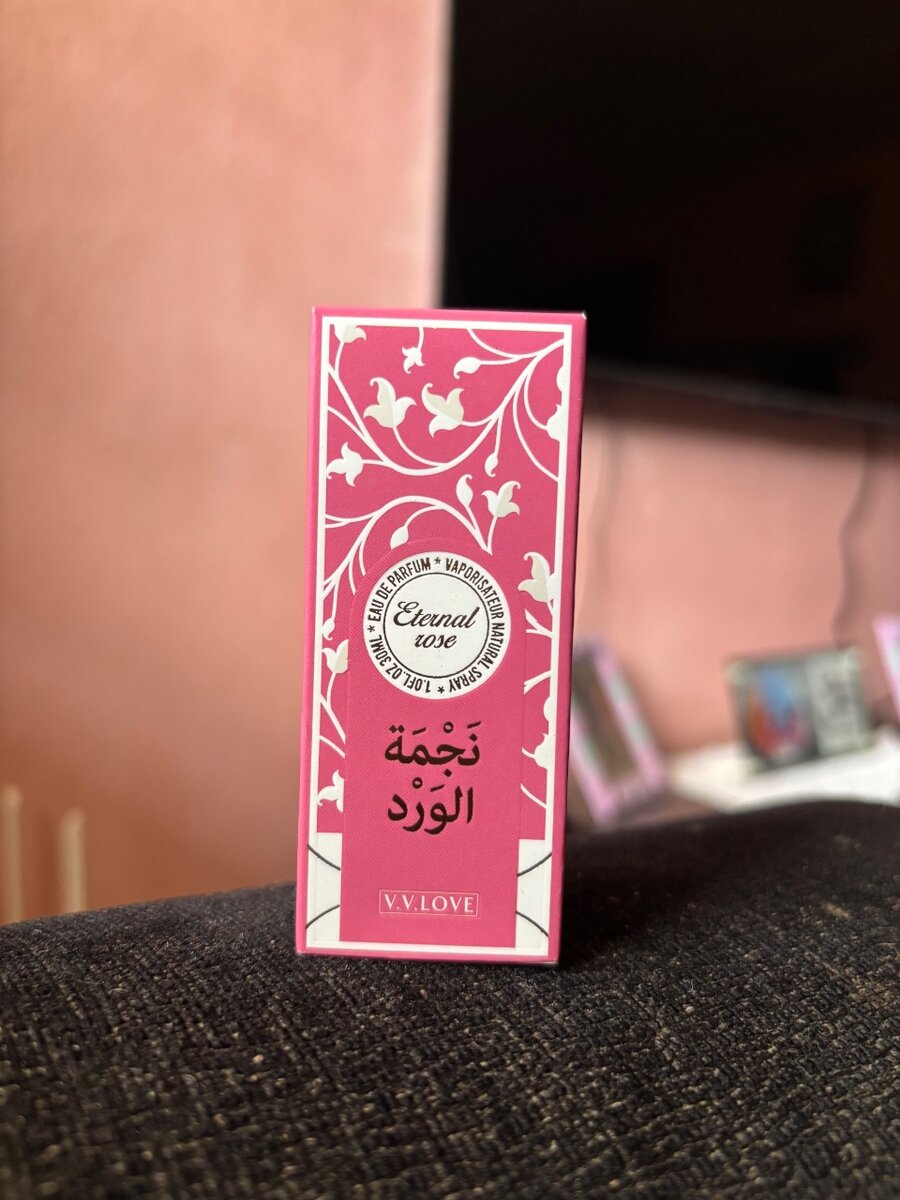 * EAU DE PARFUM * VAPORISATEUR NATURAL SPRAY * 1.0FL.OZ 30ML
Eternal
rose
نَجْمَة
الوَرْد
V.V.LOVE